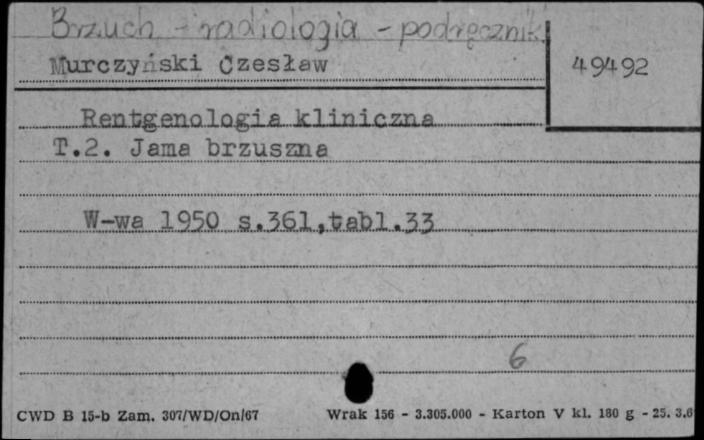 Brzuch - radiologia - podręcznik
Murczyński Czesław
49492
Rentgenologia kliniczna
T.2. Jama brzuszna
W-wa 1950 s.361,tabl.33
6
CWD B 15-b Zam. 307/WD/On/67 Wrak 156 - 3.305.000 - Karton V kl. 180 g - 25. 3.6